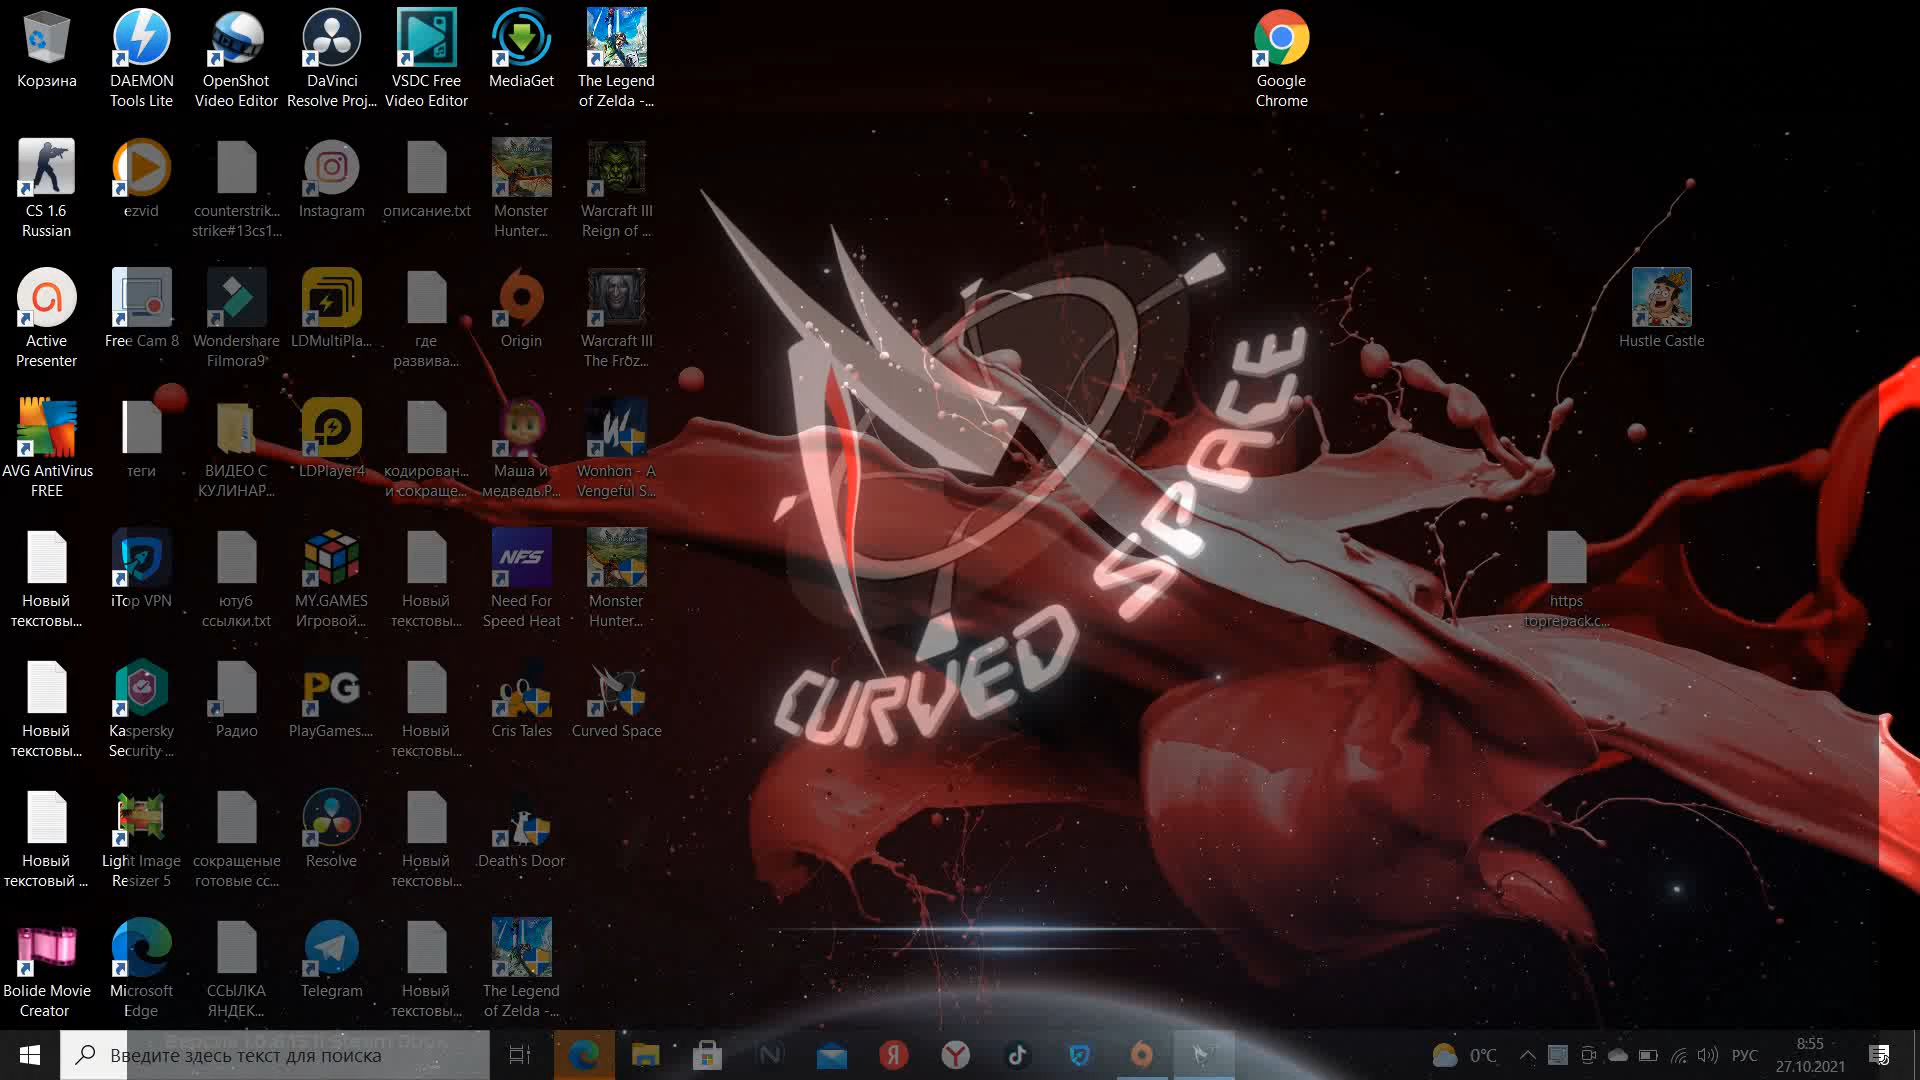 Корзина
DAEMON
Tools Lite
OpenShot
Video Editor
DaVinci
Resolve Proj...
VSDC Free
Video Editor
MediaGet
The Legend
of Zelda -...
Google
Chrome
CS 1.6
Russian
ezvid
counterstrik...
strike#13cs1...
Instagram
описание.txt
Monster
Hunter...
Warcraft III
Reign of ...
Active
Presenter
Free Cam 8
Wondershare
Filmora9
LDMultiPla...
где
развива...
Origin
Warcraft III
The Froz...
Hustle Castle
AVG AntiVirus
FREE
теги
ВИДЕО С
КУЛИНАР...
LDPlayer4
кодирован...
и сокраще...
Маша и
медведь.Р...
Wonhon - A
Vengeful S...
Новый
текстовы...
iTop VPN
ютуб
ссылки.txt
MY.GAMES
Игровой...
Новый
текстовы...
NFS
Need For
Speed Heat
Monster
Hunter...
https
toprepack.c...
Новый
текстовы...
Kaspersky
Security ...
Радио
PG
PlayGames....
Новый
текстовы...
Cris Tales
Curved Space
CURVED SPACE
Новый
текстовый ...
Light Image
Resizer 5
сокращеные
готовые сс...
Resolve
Новый
текстовы...
Death's Door
Bolide Movie
Creator
Microsoft
Edge
ССЫЛКА
ЯНДЕК...
Telegram
Новый
текстовы...
The Legend
of Zelda -...
Введите здесь текст для поиска
0°C
РУС
8:55
27.10.2021